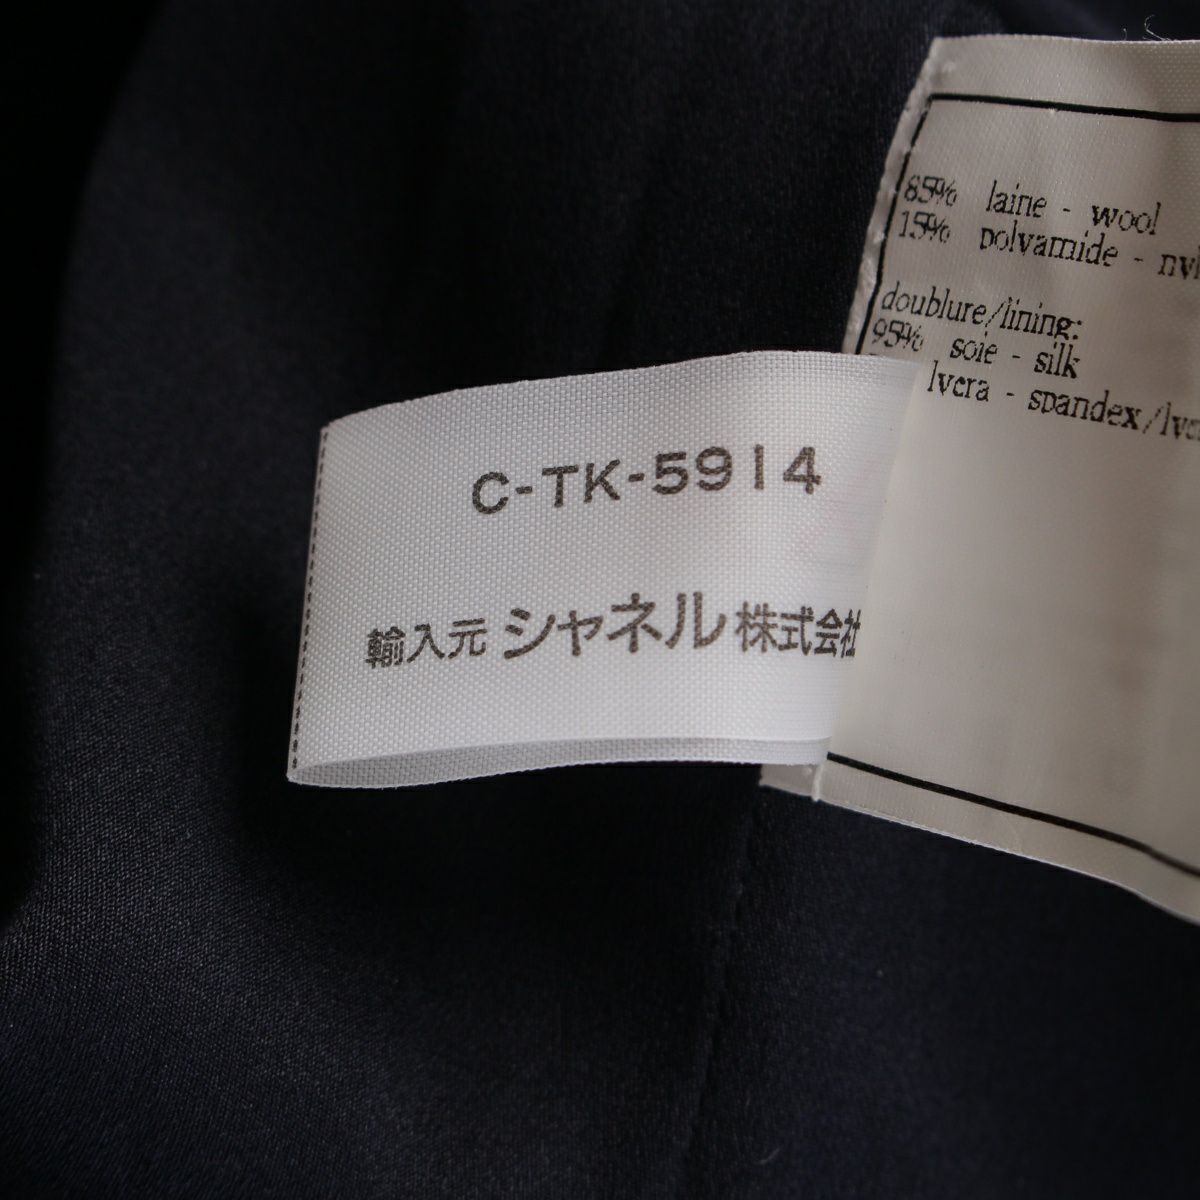 85% laine - wool
15% polyamide - nyl
doublure/lining:
95% soie - silk
lycra - spandex/lyc
C-TK-5914
輸入元 シャネル 株式会社